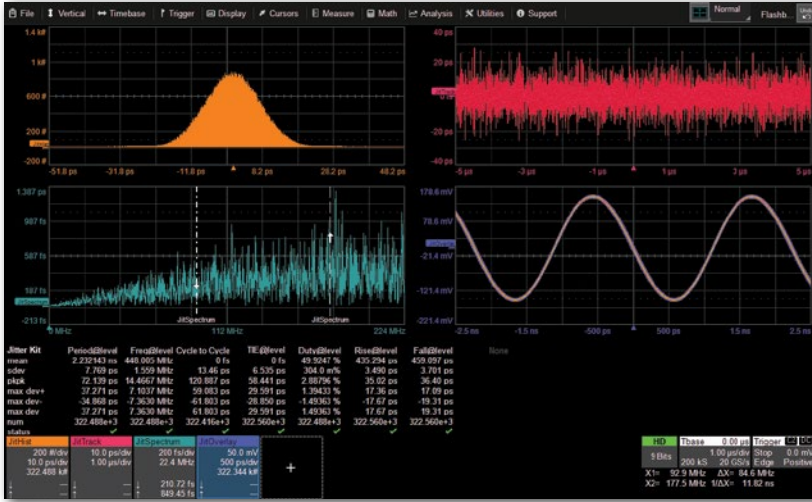 File Vertical Timebase Trigger Display Cursors Measure Math Analysis Utilities Support Normal Flashb... Undo
1.4 k#
600 #
200 #
-200 #
-51.8 ps -31.8 ps -11.8 ps 8.2 ps 28.2 ps 48.2 ps
40 ps
20 ps
-20 ps
-40 ps
-5 µs -3 µs -1 µs 1 µs 3 µs 5 µs
1.387 ps
987 fs
587 fs
187 fs
-213 fs
JitSpectrum JitSpectrum
0 MHz 112 MHz 224 MHz
178.6 mV
78.6 mV
-21.4 mV
-121.4 mV
-221.4 mV
-2.5 ns -1.5 ns -500 ps 500 ps 1.5 ns 2.5 ns
Jitter Kit Period@level Freq@level Cycle to Cycle TIE@level Duty@level Rise@level Fall@level None
mean 2.232143 ns 448.005 MHz 0 fs 0 fs 49.9247 % 435.294 ps 459.097 ps
sdev 7.769 ps 1.559 MHz 13.46 ps 6.535 ps 304.0 m% 3.490 ps 3.701 ps
pkpk 72.139 ps 14.4667 MHz 120.887 ps 58.441 ps 2.88796 % 35.02 ps 36.40 ps
max dev+ 37.271 ps 7.1037 MHz 59.083 ps 29.591 ps 1.39433 % 17.36 ps 17.09 ps
max dev- -34.868 ps -7.3630 MHz -61.803 ps -28.850 ps -1.49363 % -17.67 ps -19.31 ps
max dev 37.271 ps 7.3630 MHz 61.803 ps 29.591 ps 1.49363 % 17.67 ps 19.31 ps
num 322.488e+3 322.488e+3 322.416e+3 322.560e+3 322.560e+3 322.560e+3 322.560e+3
status
JitHist JitTrack JitSpectrum JitOverlay
200 #/div 10.0 ps/div 200 fs/div 50.0 mV
10.0 ps/div 1.00 µs/div 22.4 MHz 500 ps/div
322.488 k# 322.344 k#
210.72 fs
849.45 fs
+
HD Tbase 0.00 µs Trigger C2 DC
9 Bits 1.00 µs/div Stop 0.0 mV
200 kS 20 GS/s Edge Positive
X1= 92.9 MHz ΔX= 84.6 MHz
X2= 177.5 MHz 1/ΔX= 11.82 ns